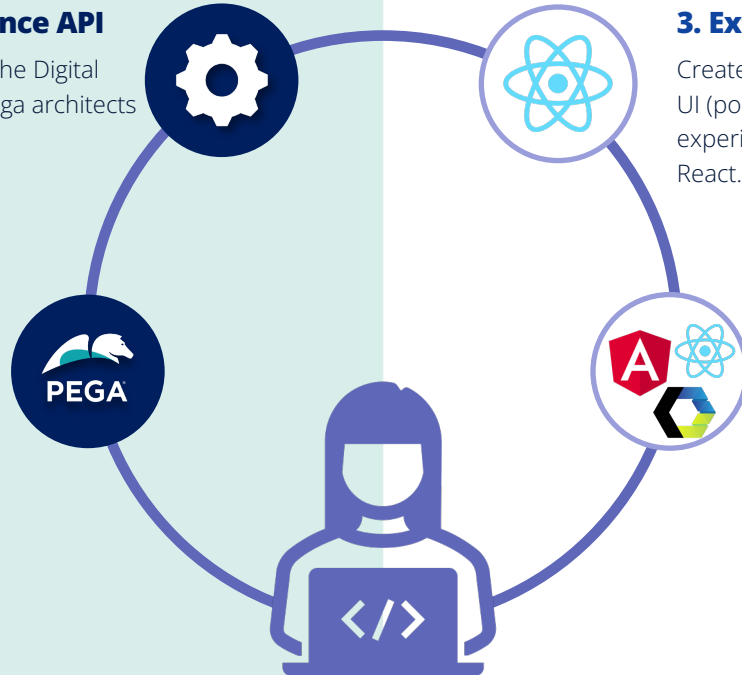 nce API
he Digital
ga architects
3. Ex
Create
UI (po
experi
React.
PEGA
A
</>